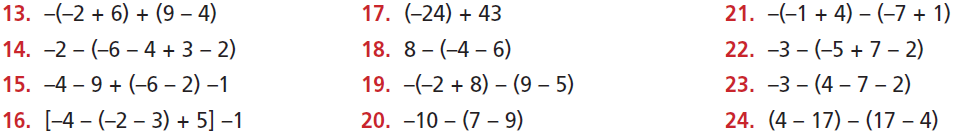 13. –(–2 + 6) + (9 – 4)
14. –2 – (–6 – 4 + 3 – 2)
15. –4 – 9 + (–6 – 2) –1
16. [–4 – (–2 – 3) + 5] –1
17. (–24) + 43
18. 8 – (–4 – 6)
19. –(–2 + 8) – (9 – 5)
20. –10 – (7 – 9)
21. –(–1 + 4) – (–7 + 1)
22. –3 – (–5 + 7 – 2)
23. –3 – (4 – 7 – 2)
24. (4 – 17) – (17 – 4)